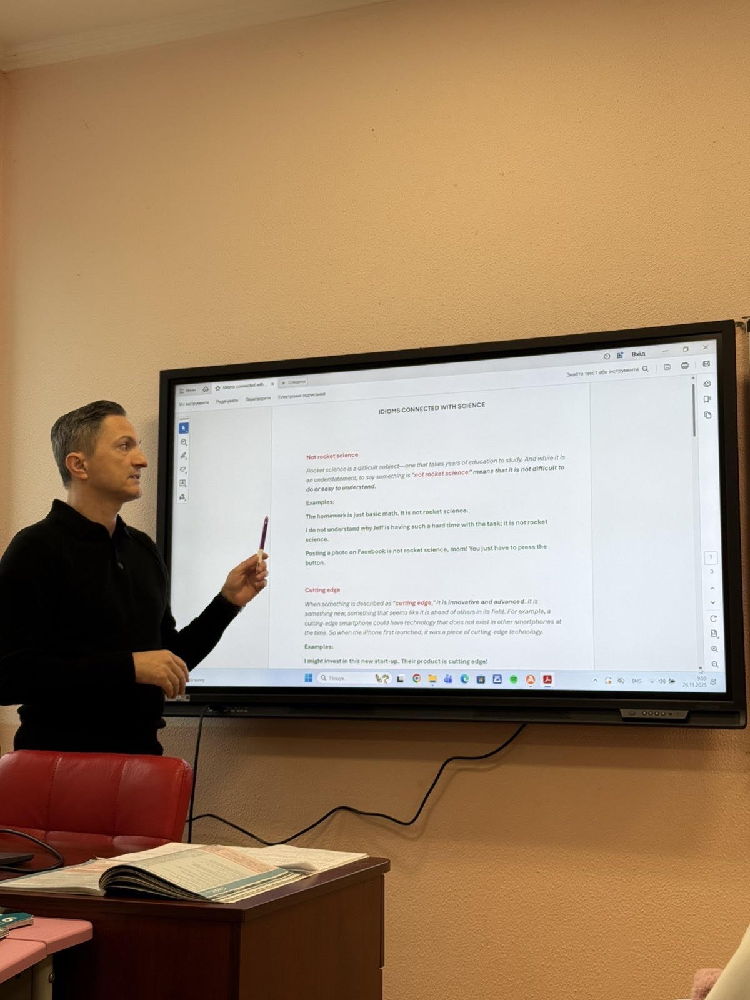 Вхід
Меню
Idioms connected with...
Створити
Знайти текст або інструменти
Усі інструменти Редагувати Перетворити Електронне підписання
IDIOMS CONNECTED WITH SCIENCE
Not rocket science
Rocket science is a difficult subject—one that takes years of education to study. And while it is
an understatement, to say something is "not rocket science" means that it is not difficult to
do or easy to understand.
Examples:
The homework is just basic math. It is not rocket science.
I do not understand why Jeff is having such a hard time with the task; it is not rocket
science.
Posting a photo on Facebook is not rocket science, mom! You just have to press the
button.
1
3
Cutting edge
When something is described as "cutting edge," it is innovative and advanced. It is
something new, something that seems like it is ahead of others in its field. For example, a
cutting-edge smartphone could have technology that does not exist in other smartphones at
the time. So when the iPhone first launched, it was a piece of cutting-edge technology.
Examples:
I might invest in this new start-up. Their product is cutting edge!
sunny
Пошук
ENG
9:59
26.11.2025
6